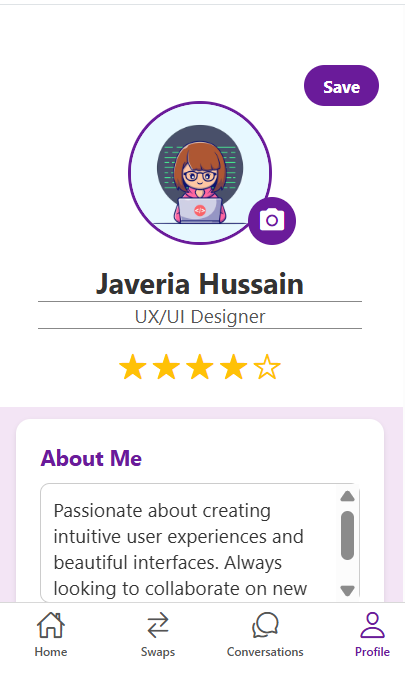 Save
Javeria Hussain
UX/UI Designer
About Me
Passionate about creating
intuitive user experiences and
beautiful interfaces. Always
looking to collaborate on new
Home
Swaps
Conversations
Profile